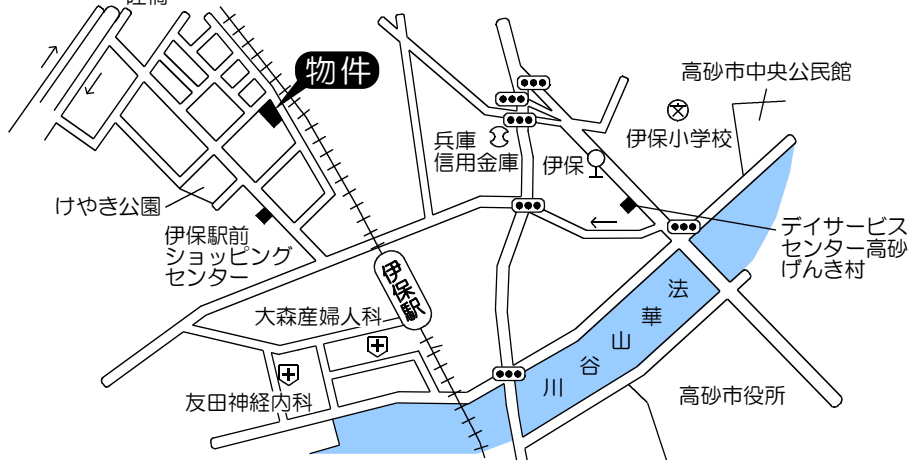 陸橋
物件
高砂市中央公民館
文
伊保小学校
兵庫
信用金庫
伊保
けやき公園
伊保駅前
ショッピング
センター
デイサービス
センター高砂
げんき村
伊保駅
大森産婦人科
友田神経内科
法華山谷川
高砂市役所